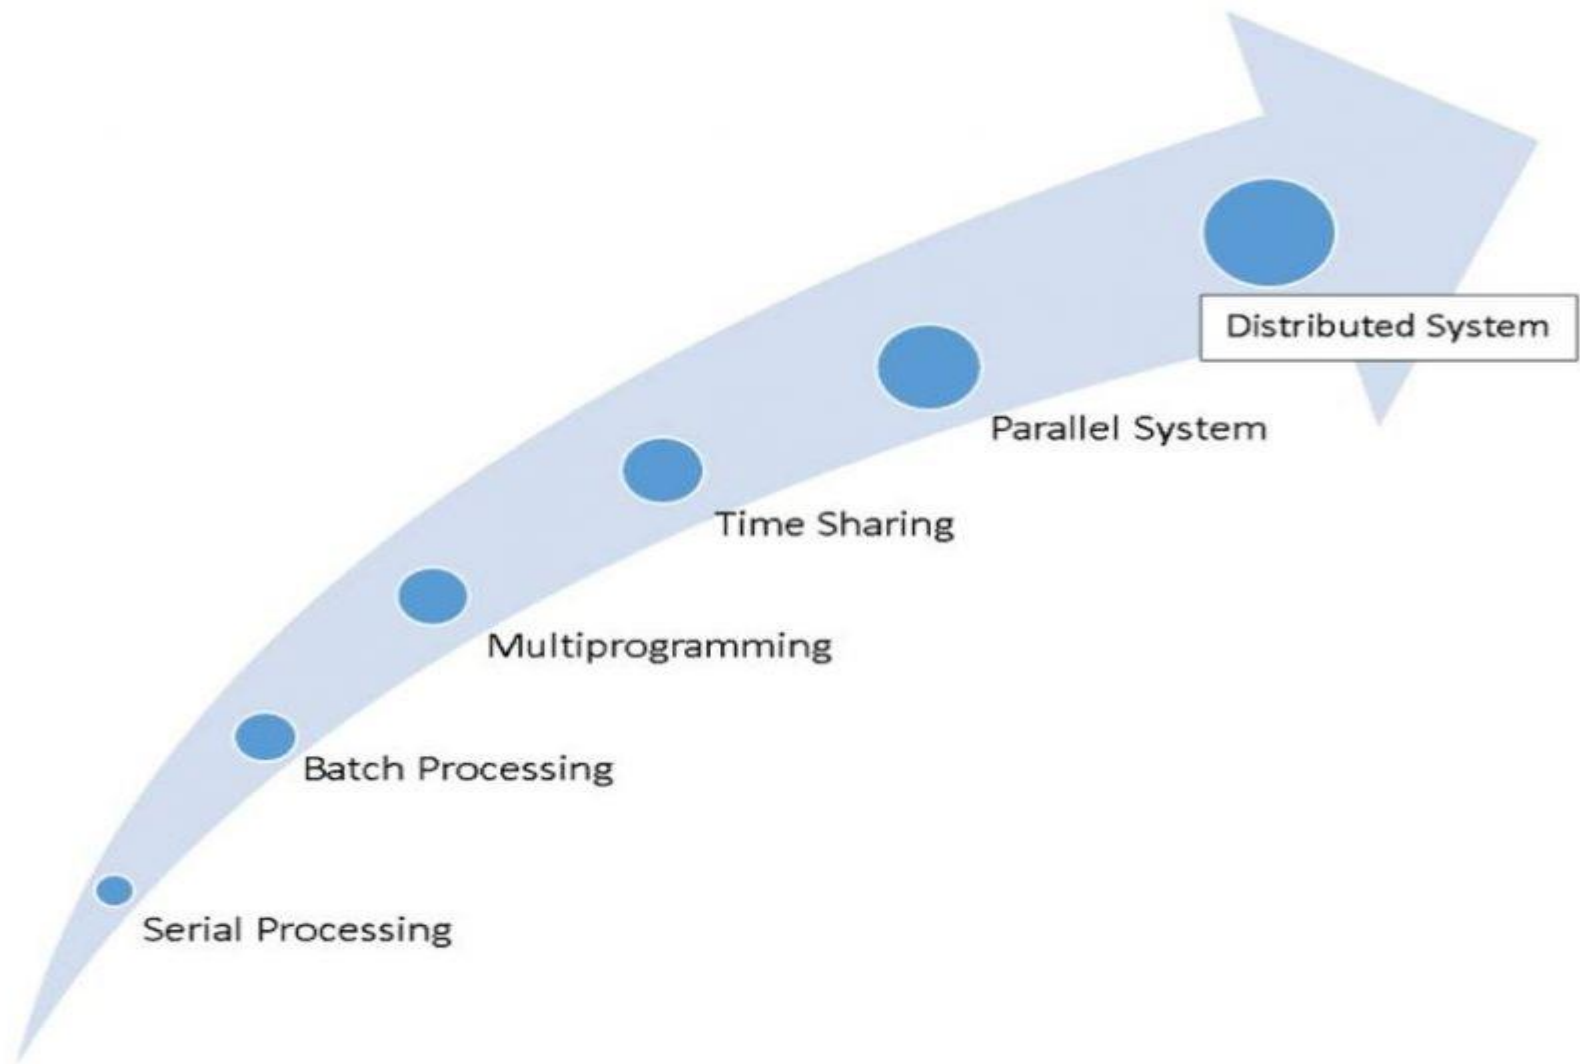 Distributed System
Parallel System
Time Sharing
Multiprogramming
Batch Processing
Serial Processing